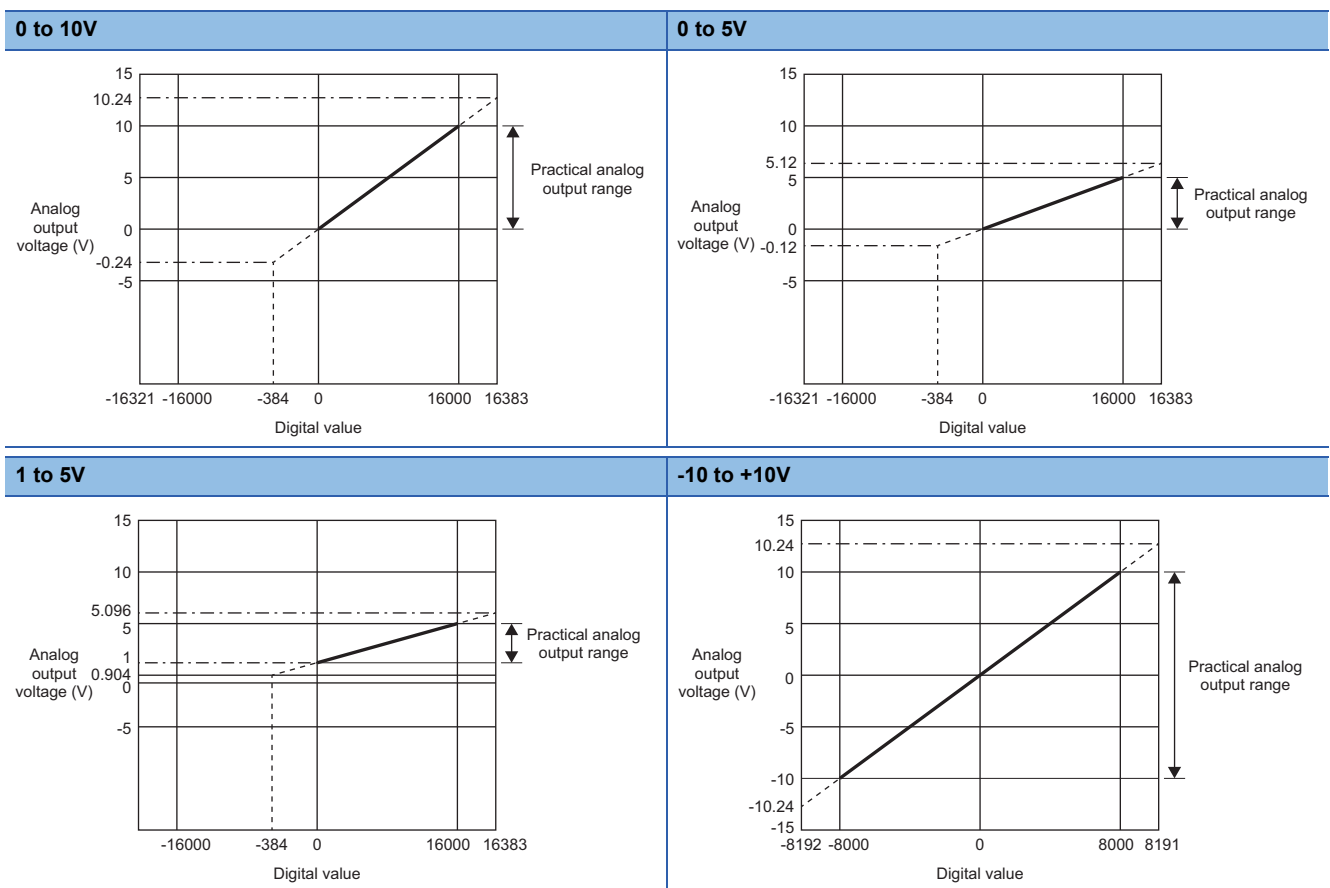 0 to 10V
15
10.24
10
5
0
-0.24
-5
Analog
output
voltage (V)
Practical analog
output range
-16321 -16000 -384 0 16000 16383
Digital value
0 to 5V
15
10
5.12
5
0
-0.12
-5
Analog
output
voltage (V)
Practical analog
output range
-16321 -16000 -384 0 16000 16383
Digital value
1 to 5V
15
10
5.096
5
1
0.904
0
-5
Analog
output
voltage (V)
Practical analog
output range
-16000 -384 0 16000 16383
Digital value
-10 to +10V
15
10.24
10
5
0
-5
-10
-10.24
-15
Analog
output
voltage (V)
Practical analog
output range
-8192 -8000 0 8000 8191
Digital value